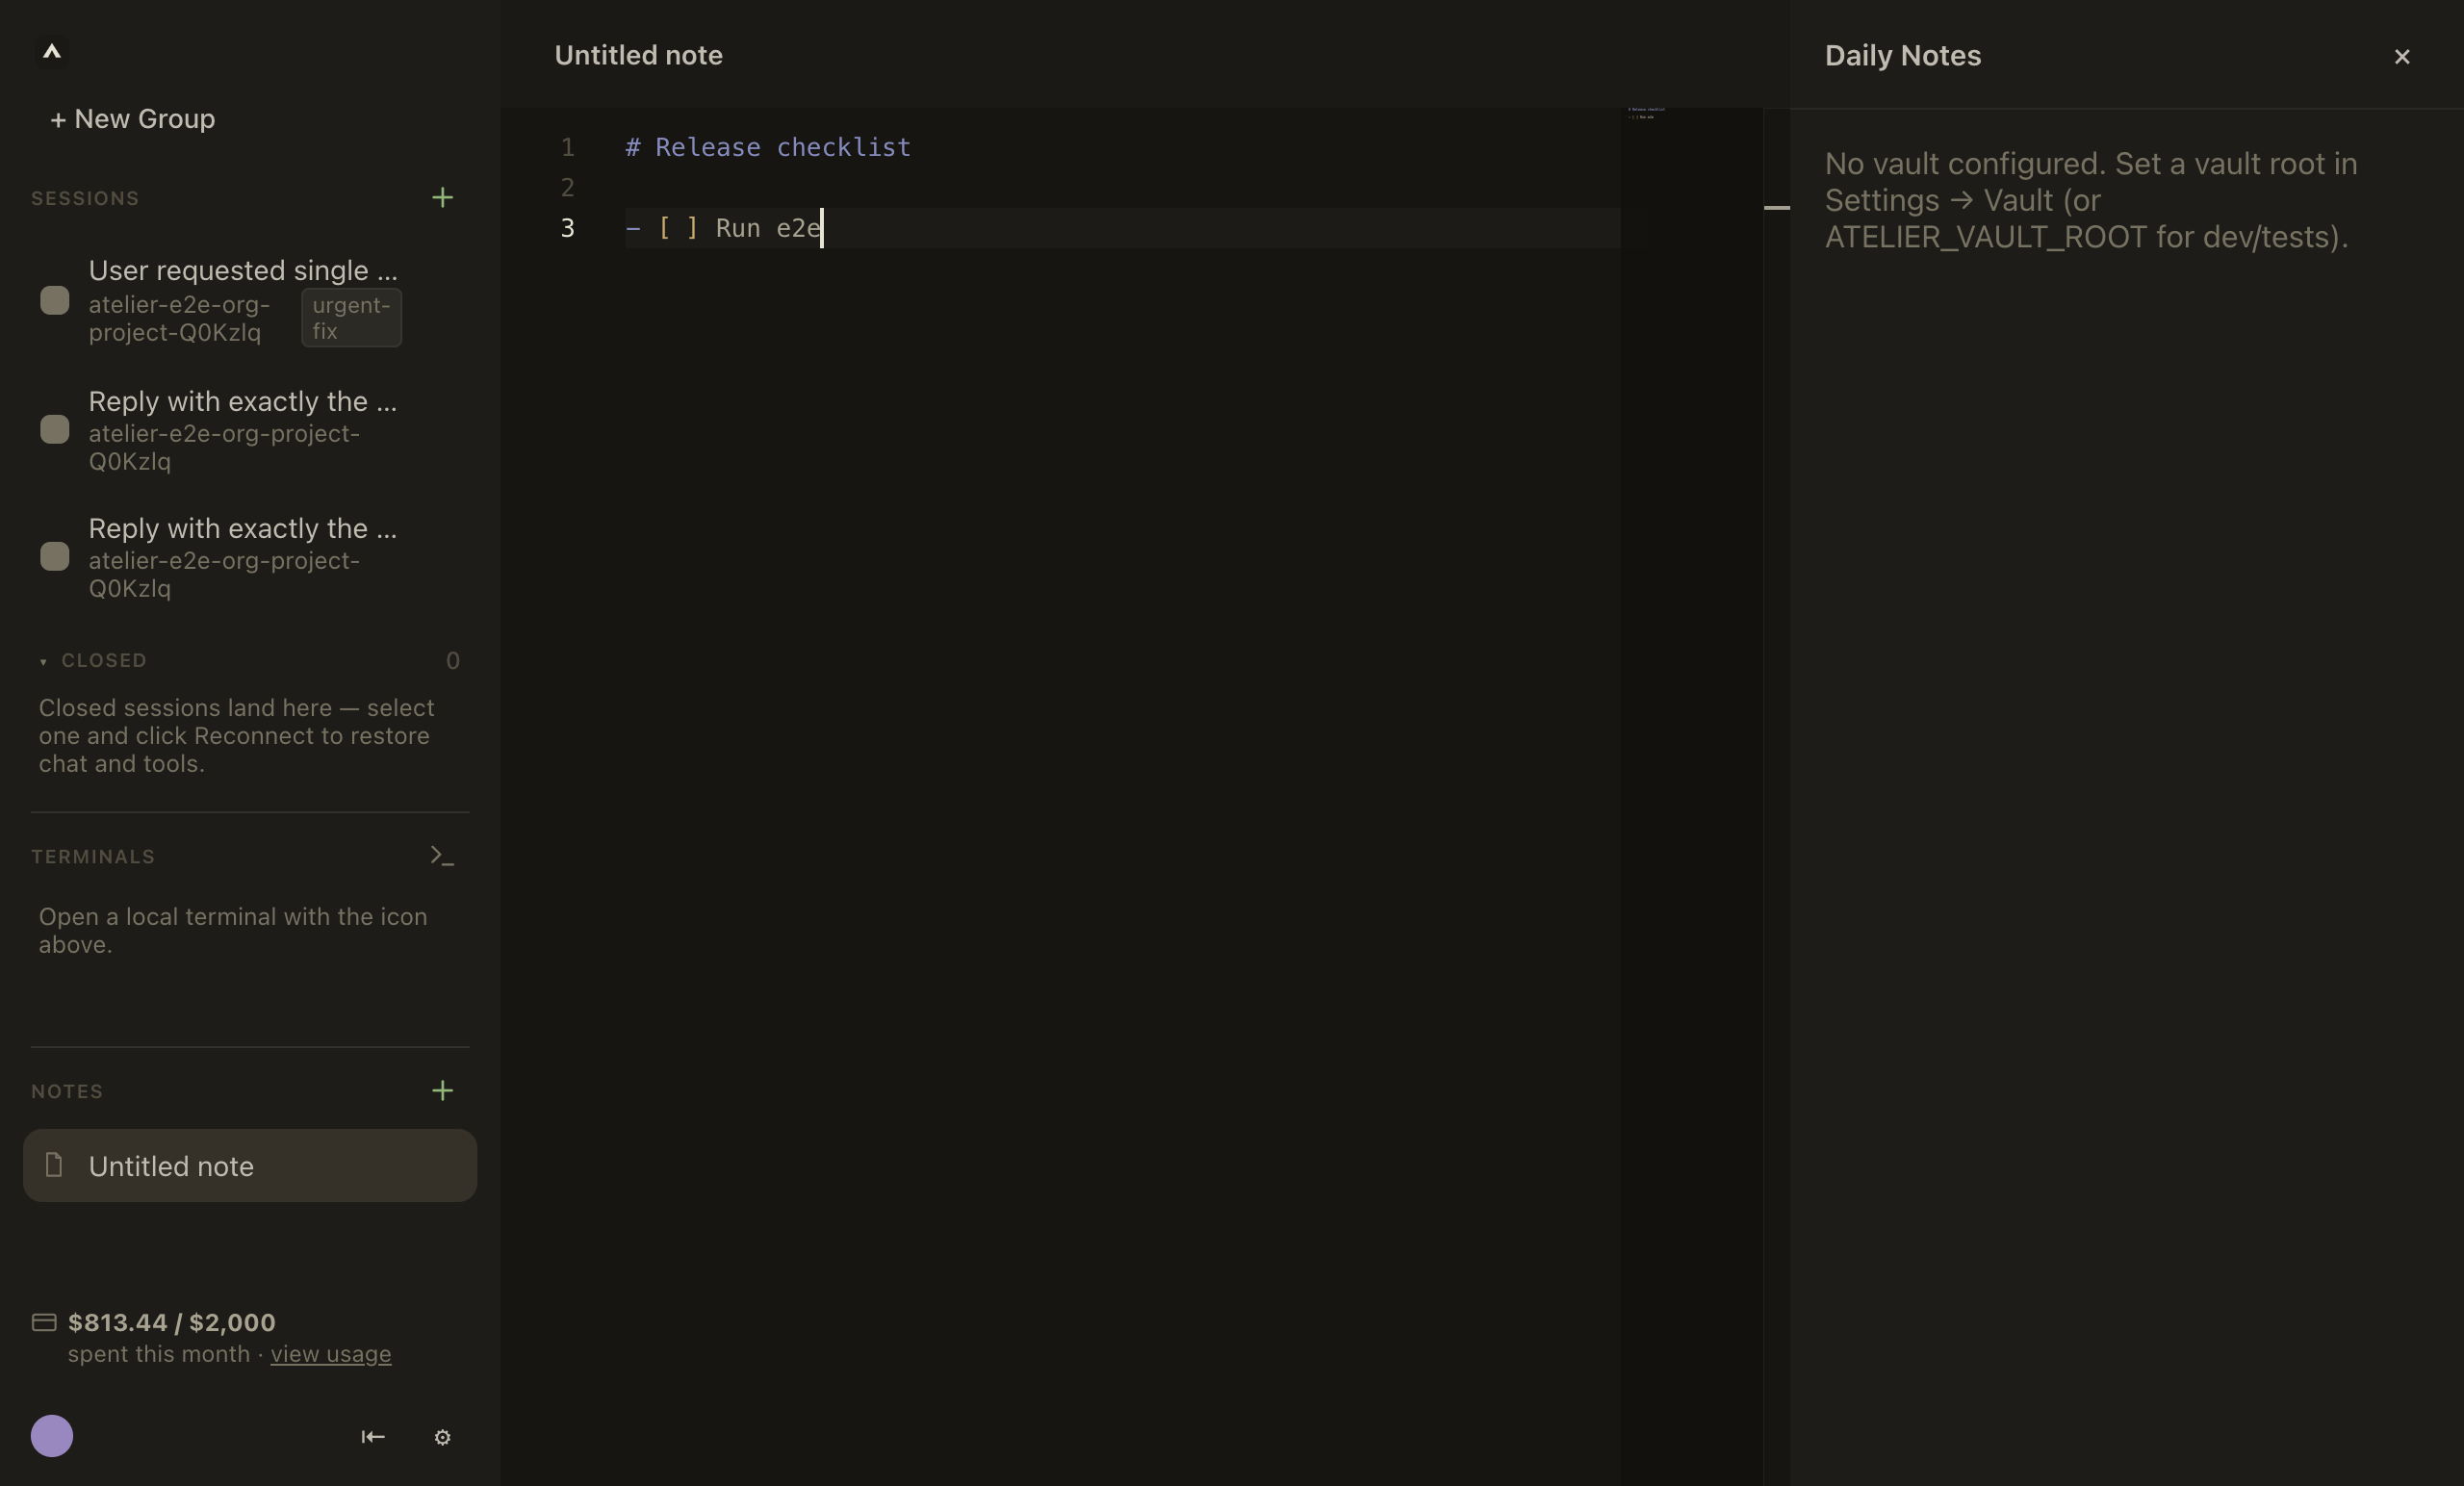 + New Group
SESSIONS
User requested single ...
atelier-e2e-org-
project-Q0Kzlq
urgent-
fix
Reply with exactly the ...
atelier-e2e-org-project-
Q0Kzlq
Reply with exactly the ...
atelier-e2e-org-project-
Q0Kzlq
CLOSED
0
Closed sessions land here — select
one and click Reconnect to restore
chat and tools.
TERMINALS
Open a local terminal with the icon
above.
NOTES
Untitled note
$813.44 / $2,000
spent this month · view usage
Untitled note
1 # Release checklist
2
3 - [ ] Run e2e
Daily Notes
No vault configured. Set a vault root in
Settings → Vault (or
ATELIER_VAULT_ROOT for dev/tests).